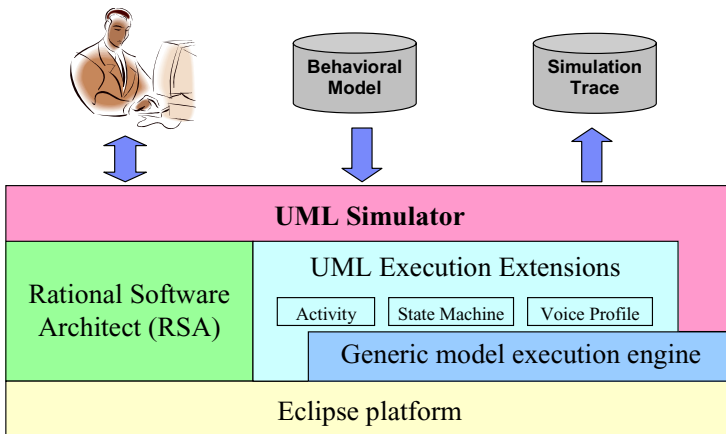 Behavioral
Model
Simulation
Trace
UML Simulator
Rational Software
Architect (RSA)
UML Execution Extensions
Activity
State Machine
Voice Profile
Generic model execution engine
Eclipse platform